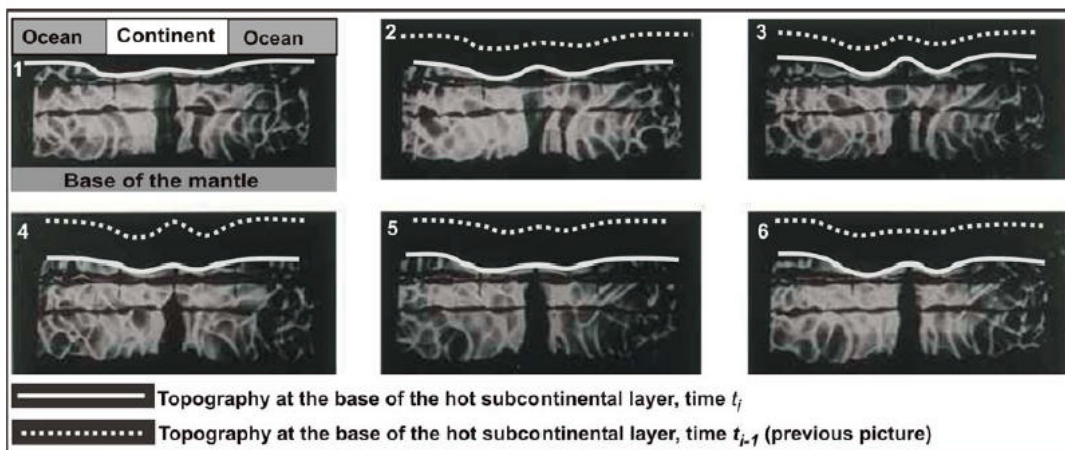 Ocean Continent Ocean
1
2
3
Base of the mantle
4
5
6
Topography at the base of the hot subcontinental layer, time tᵢ
Topography at the base of the hot subcontinental layer, time tᵢ₋₁ (previous picture)